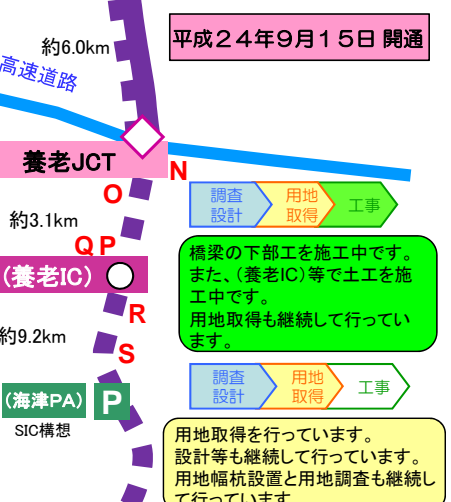 約6.0km
平成24年9月15日 開通
高速道路
養老JCT
N
O
調査
設計
用地
取得
工事
約3.1km
Q P
橋梁の下部工を施工中です。
また、(養老IC)等で土工を施
工中です。
用地取得も継続して行ってい
ます。
(養老IC)
R
約9.2km
S
調査
設計
用地
取得
工事
(海津PA)
P
SIC構想
用地取得を行っています。
設計等も継続して行っています。
用地幅杭設置と用地調査も継続し
て行っています